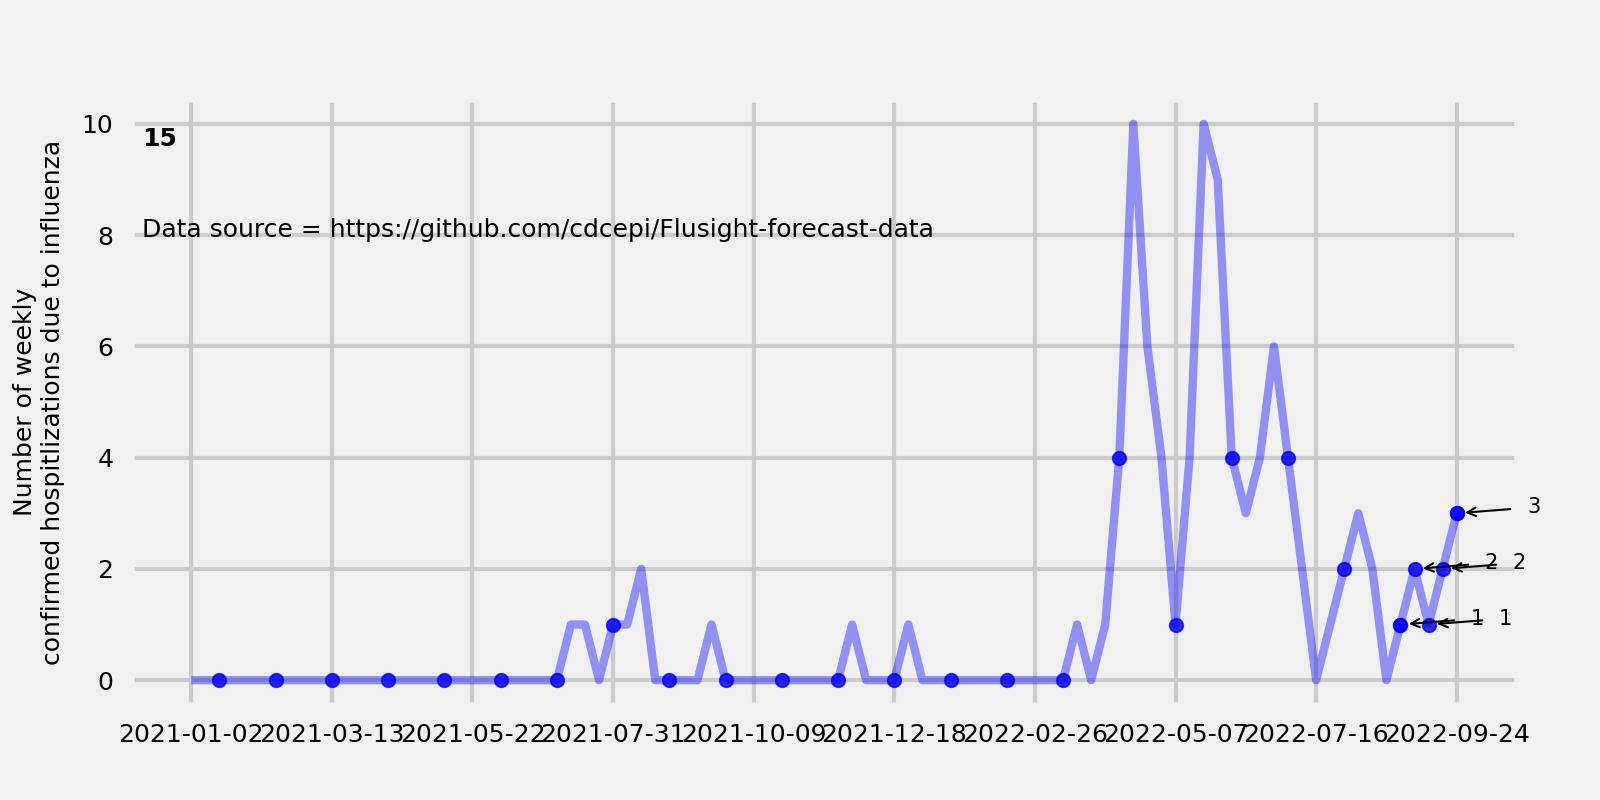 10
15
Data source = https://github.com/cdcepi/Flusight-forecast-data
8
6
4
2
0
Number of weekly
confirmed hospitlizations due to influenza
3
2 2
1 1
2021-01-02 2021-03-13 2021-05-22 2021-07-31 2021-10-09 2021-12-18 2022-02-26 2022-05-07 2022-07-16 2022-09-24